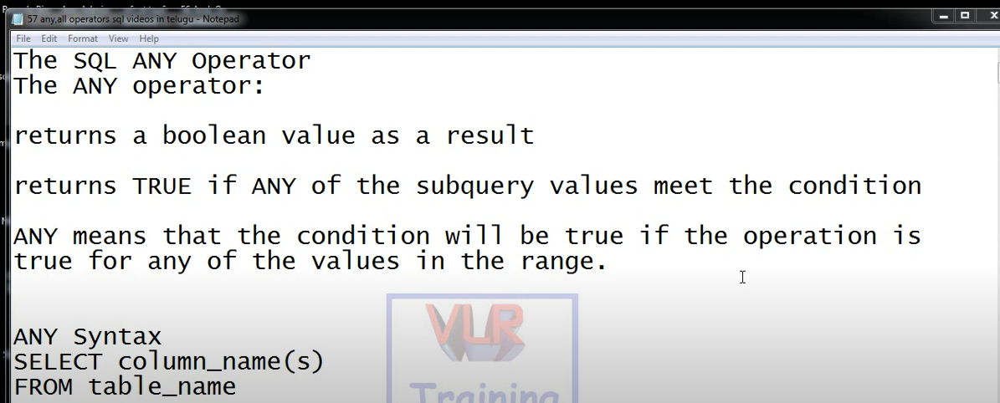 57 any,all operators sql videos in telugu - Notepad
File Edit Format View Help
The SQL ANY Operator
The ANY operator:
returns a boolean value as a result
returns TRUE if ANY of the subquery values meet the condition
ANY means that the condition will be true if the operation is
true for any of the values in the range.
ANY Syntax
SELECT column_name(s)
FROM table_name
VLR
Training